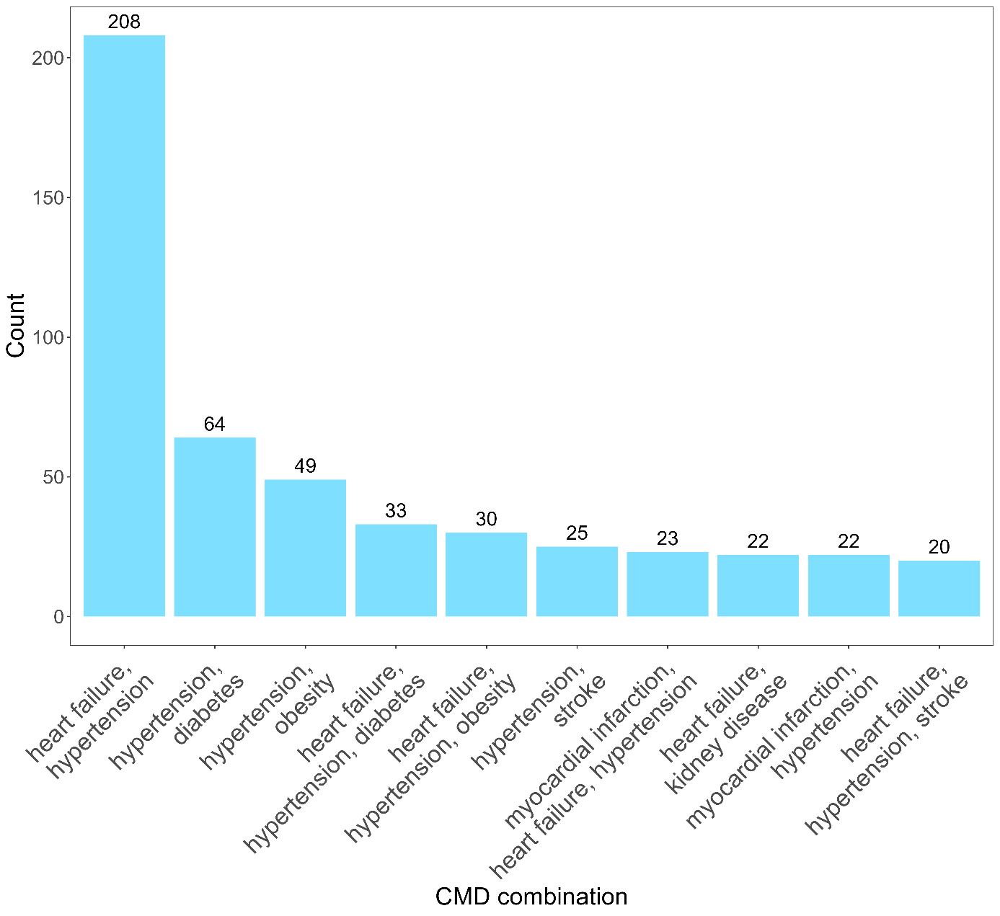 208
200
150
100
50
0
Count
64
49
33
30
25
23
22
22
20
heart failure,
hypertension
hypertension,
diabetes
hypertension,
obesity
heart failure,
hypertension, diabetes
heart failure,
hypertension, obesity
hypertension,
stroke
myocardial infarction,
heart failure, hypertension
heart failure,
kidney disease
myocardial infarction,
hypertension
heart failure,
hypertension, stroke
CMD combination